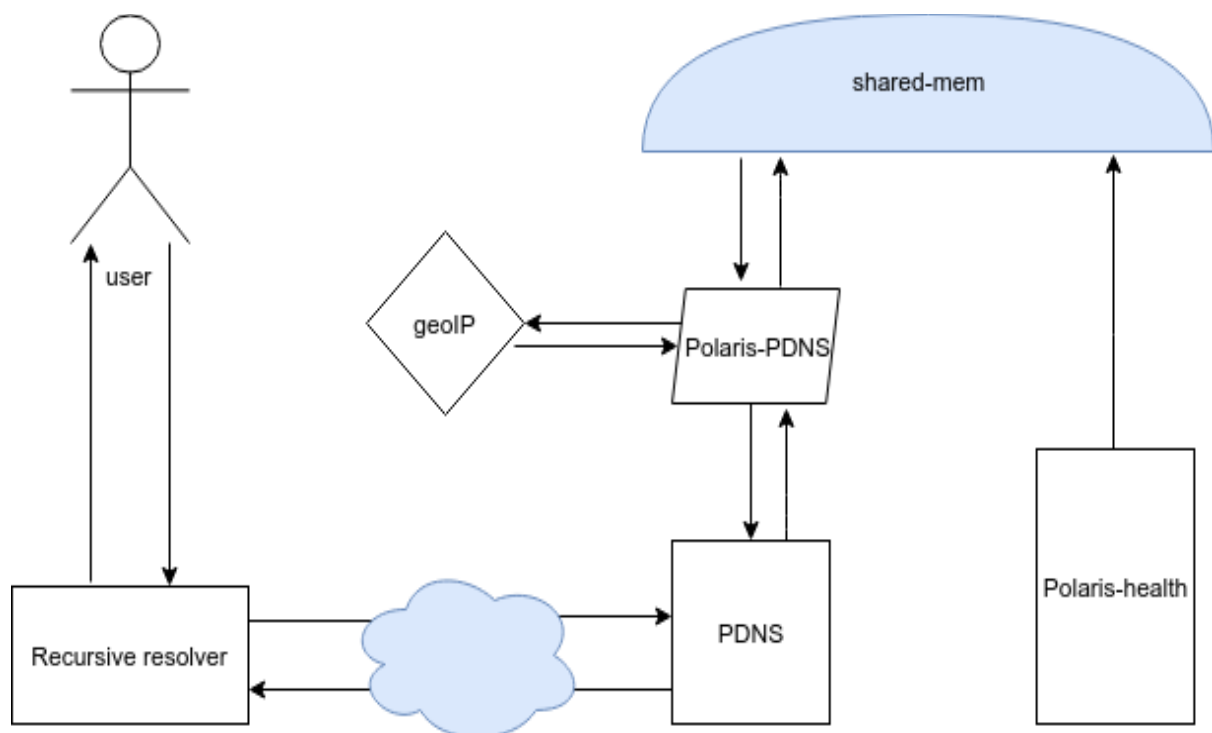 shared-mem
user
geoIP
Polaris-PDNS
Polaris-health
PDNS
Recursive resolver